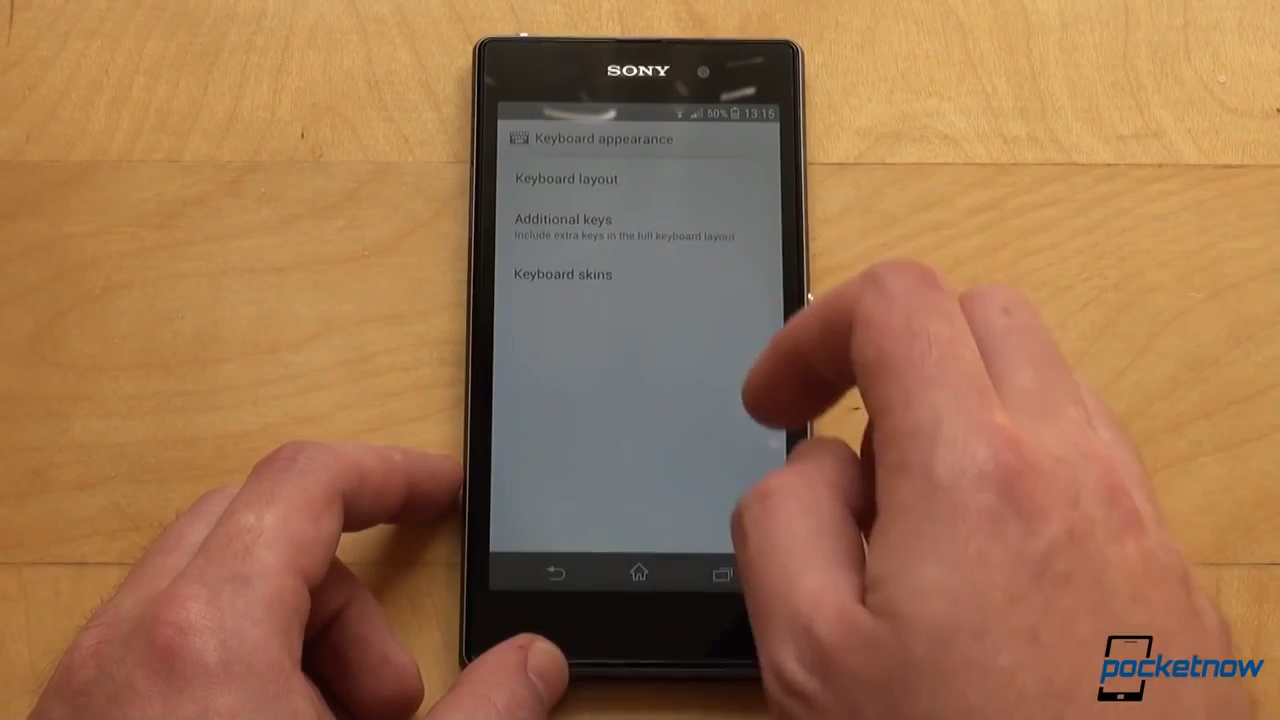 SONY
50% 13:15
Keyboard appearance
Keyboard layout
Additional keys
Include extra keys in the full keyboard layout
Keyboard skins
pocketnow